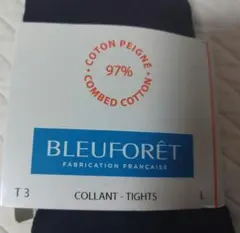 • COTON PEIGNÉ •
97%
COMBED COTTON
BLEUFORÊT
FABRICATION FRANÇAISE
T 3 COLLANT - TIGHTS L